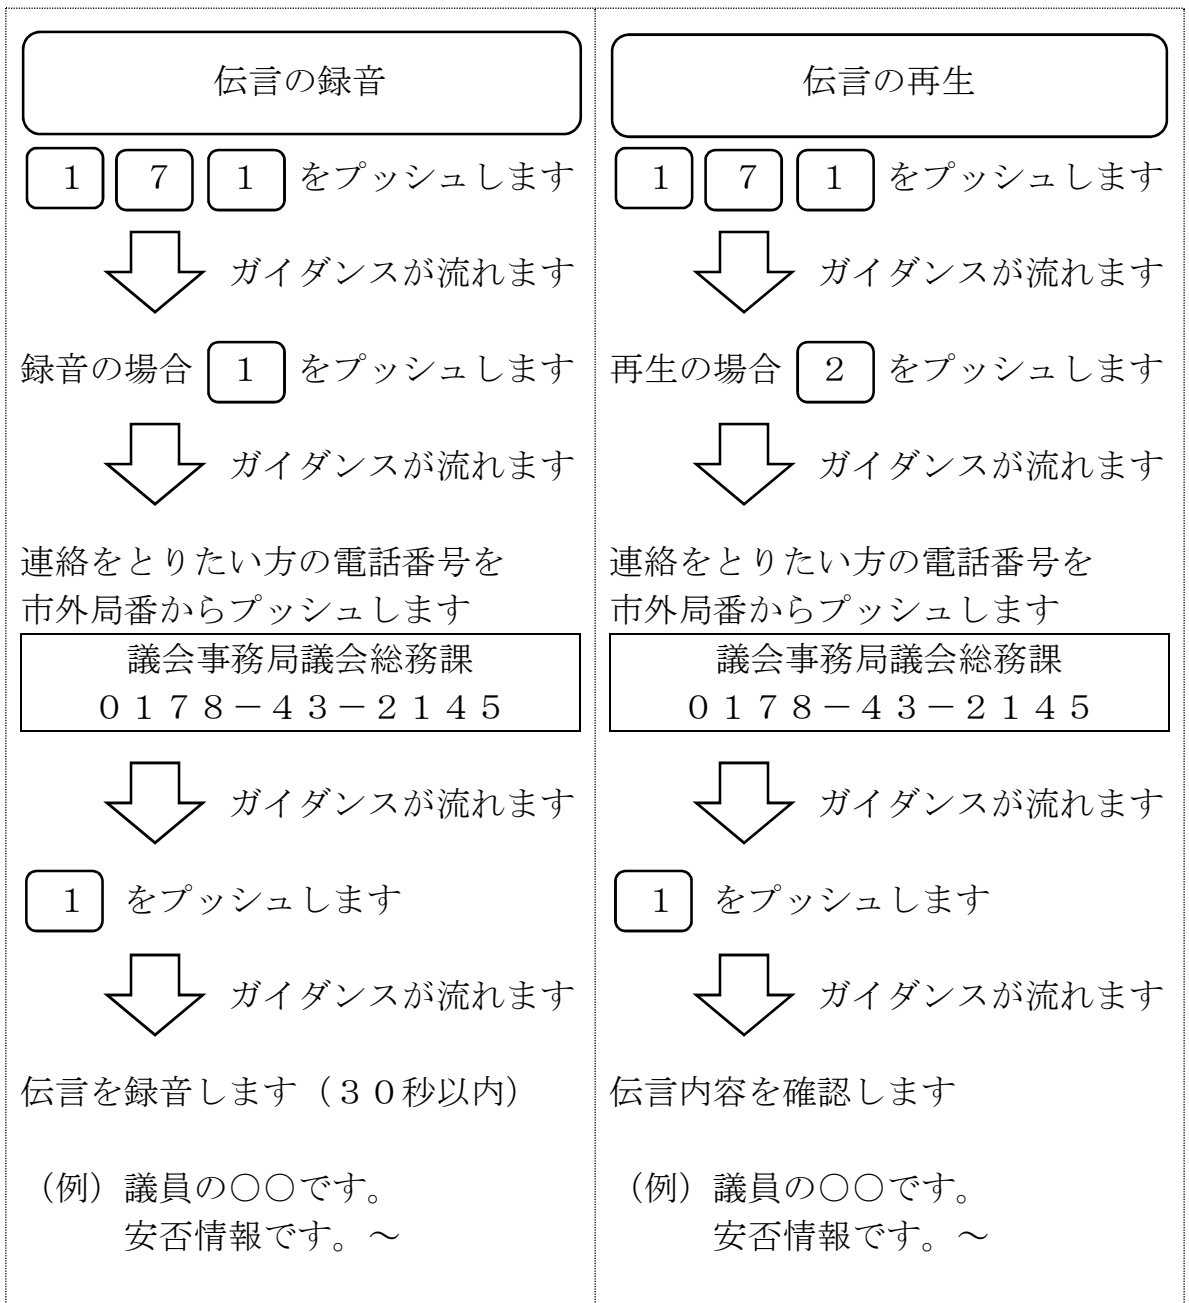 伝言の録音
１ ７ １ をプッシュします
ガイダンスが流れます
録音の場合 １ をプッシュします
ガイダンスが流れます
連絡をとりたい方の電話番号を
市外局番からプッシュします
議会事務局議会総務課
０１７８－４３－２１４５
ガイダンスが流れます
１ をプッシュします
ガイダンスが流れます
伝言を録音します（３０秒以内）
（例）議員の○○です。
安否情報です。～
伝言の再生
１ ７ １ をプッシュします
ガイダンスが流れます
再生の場合 ２ をプッシュします
ガイダンスが流れます
連絡をとりたい方の電話番号を
市外局番からプッシュします
議会事務局議会総務課
０１７８－４３－２１４５
ガイダンスが流れます
１ をプッシュします
ガイダンスが流れます
伝言内容を確認します
（例）議員の○○です。
安否情報です。～